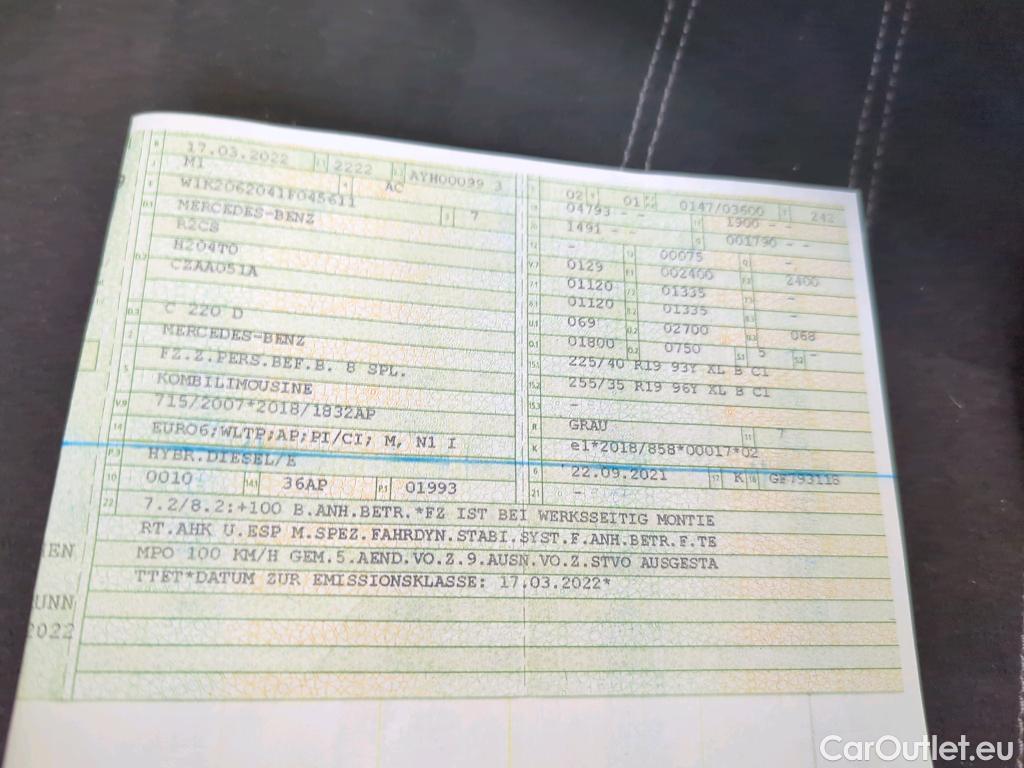 17.03.2022 2222 AYH00099 3
M1 AC
W1K2062041F045611
MERCEDES-BENZ 7
R2CS
H204T0
CZAA051A
C 220 D
MERCEDES-BENZ
FZ.Z.PERS.BEF.B. 8 SPL.
KOMBILIMOUSINE
715/2007*2018/1832AP
EURO6;WLTP;AP;PI/CI; M, N1 I
HYBR.DIESEL/E
0010 36AP 01993
02 01 0147/03600 242
04793 - - 1900 - -
1491 - - 001790 - -
- 00075 -
0129 002400 2400
01120 01335 -
01120 01335 -
069 02700 068
01800 0750 5 -
225/40 R19 93Y XL B C1
255/35 R19 96Y XL B C1
-
GRAU 7
e1*2018/858*00017*02
22.09.2021 K GF793118
-
7.2/8.2:+100 B.ANH.BETR.*FZ IST BEI WERKSSEITIG MONTIE
RT.AHK U.ESP M.SPEZ.FAHRDYN.STABI.SYST.F.ANH.BETR.F.TE
MPO 100 KM/H GEM.5.AEND.VO.Z.9.AUSN.VO.Z.STVO AUSGESTA
TTET*DATUM ZUR EMISSIONSKLASSE: 17.03.2022*
UNN
2022
CarOutlet.eu